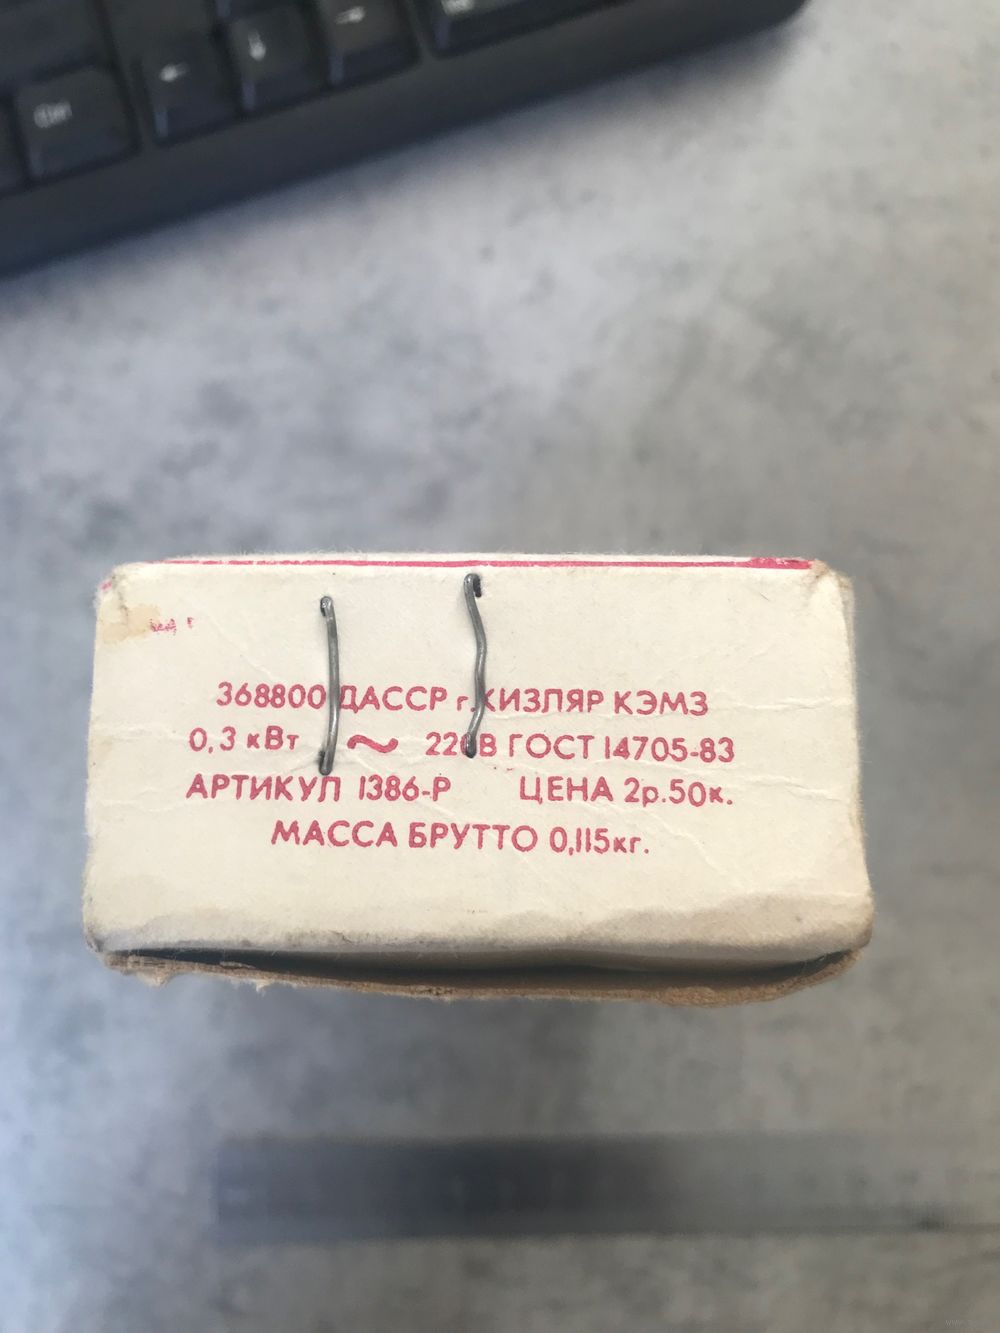 368800 ДАССР г. КИЗЛЯР КЭМЗ
0,3 кВт ~ 220В ГОСТ 14705-83
АРТИКУЛ 1386-Р ЦЕНА 2р.50к.
МАССА БРУТТО 0,115кг.